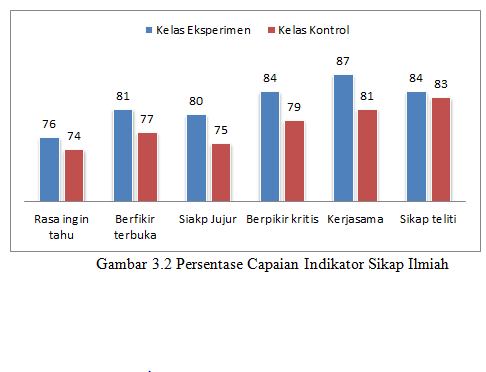 Kelas Eksperimen Kelas Kontrol
76 74 81 77 80 75 84 79 87 81 84 83
Rasa ingin tahu
Berfikir terbuka
Siakp Jujur
Berpikir kritis
Kerjasama
Sikap teliti
Gambar 3.2 Persentase Capaian Indikator Sikap Ilmiah